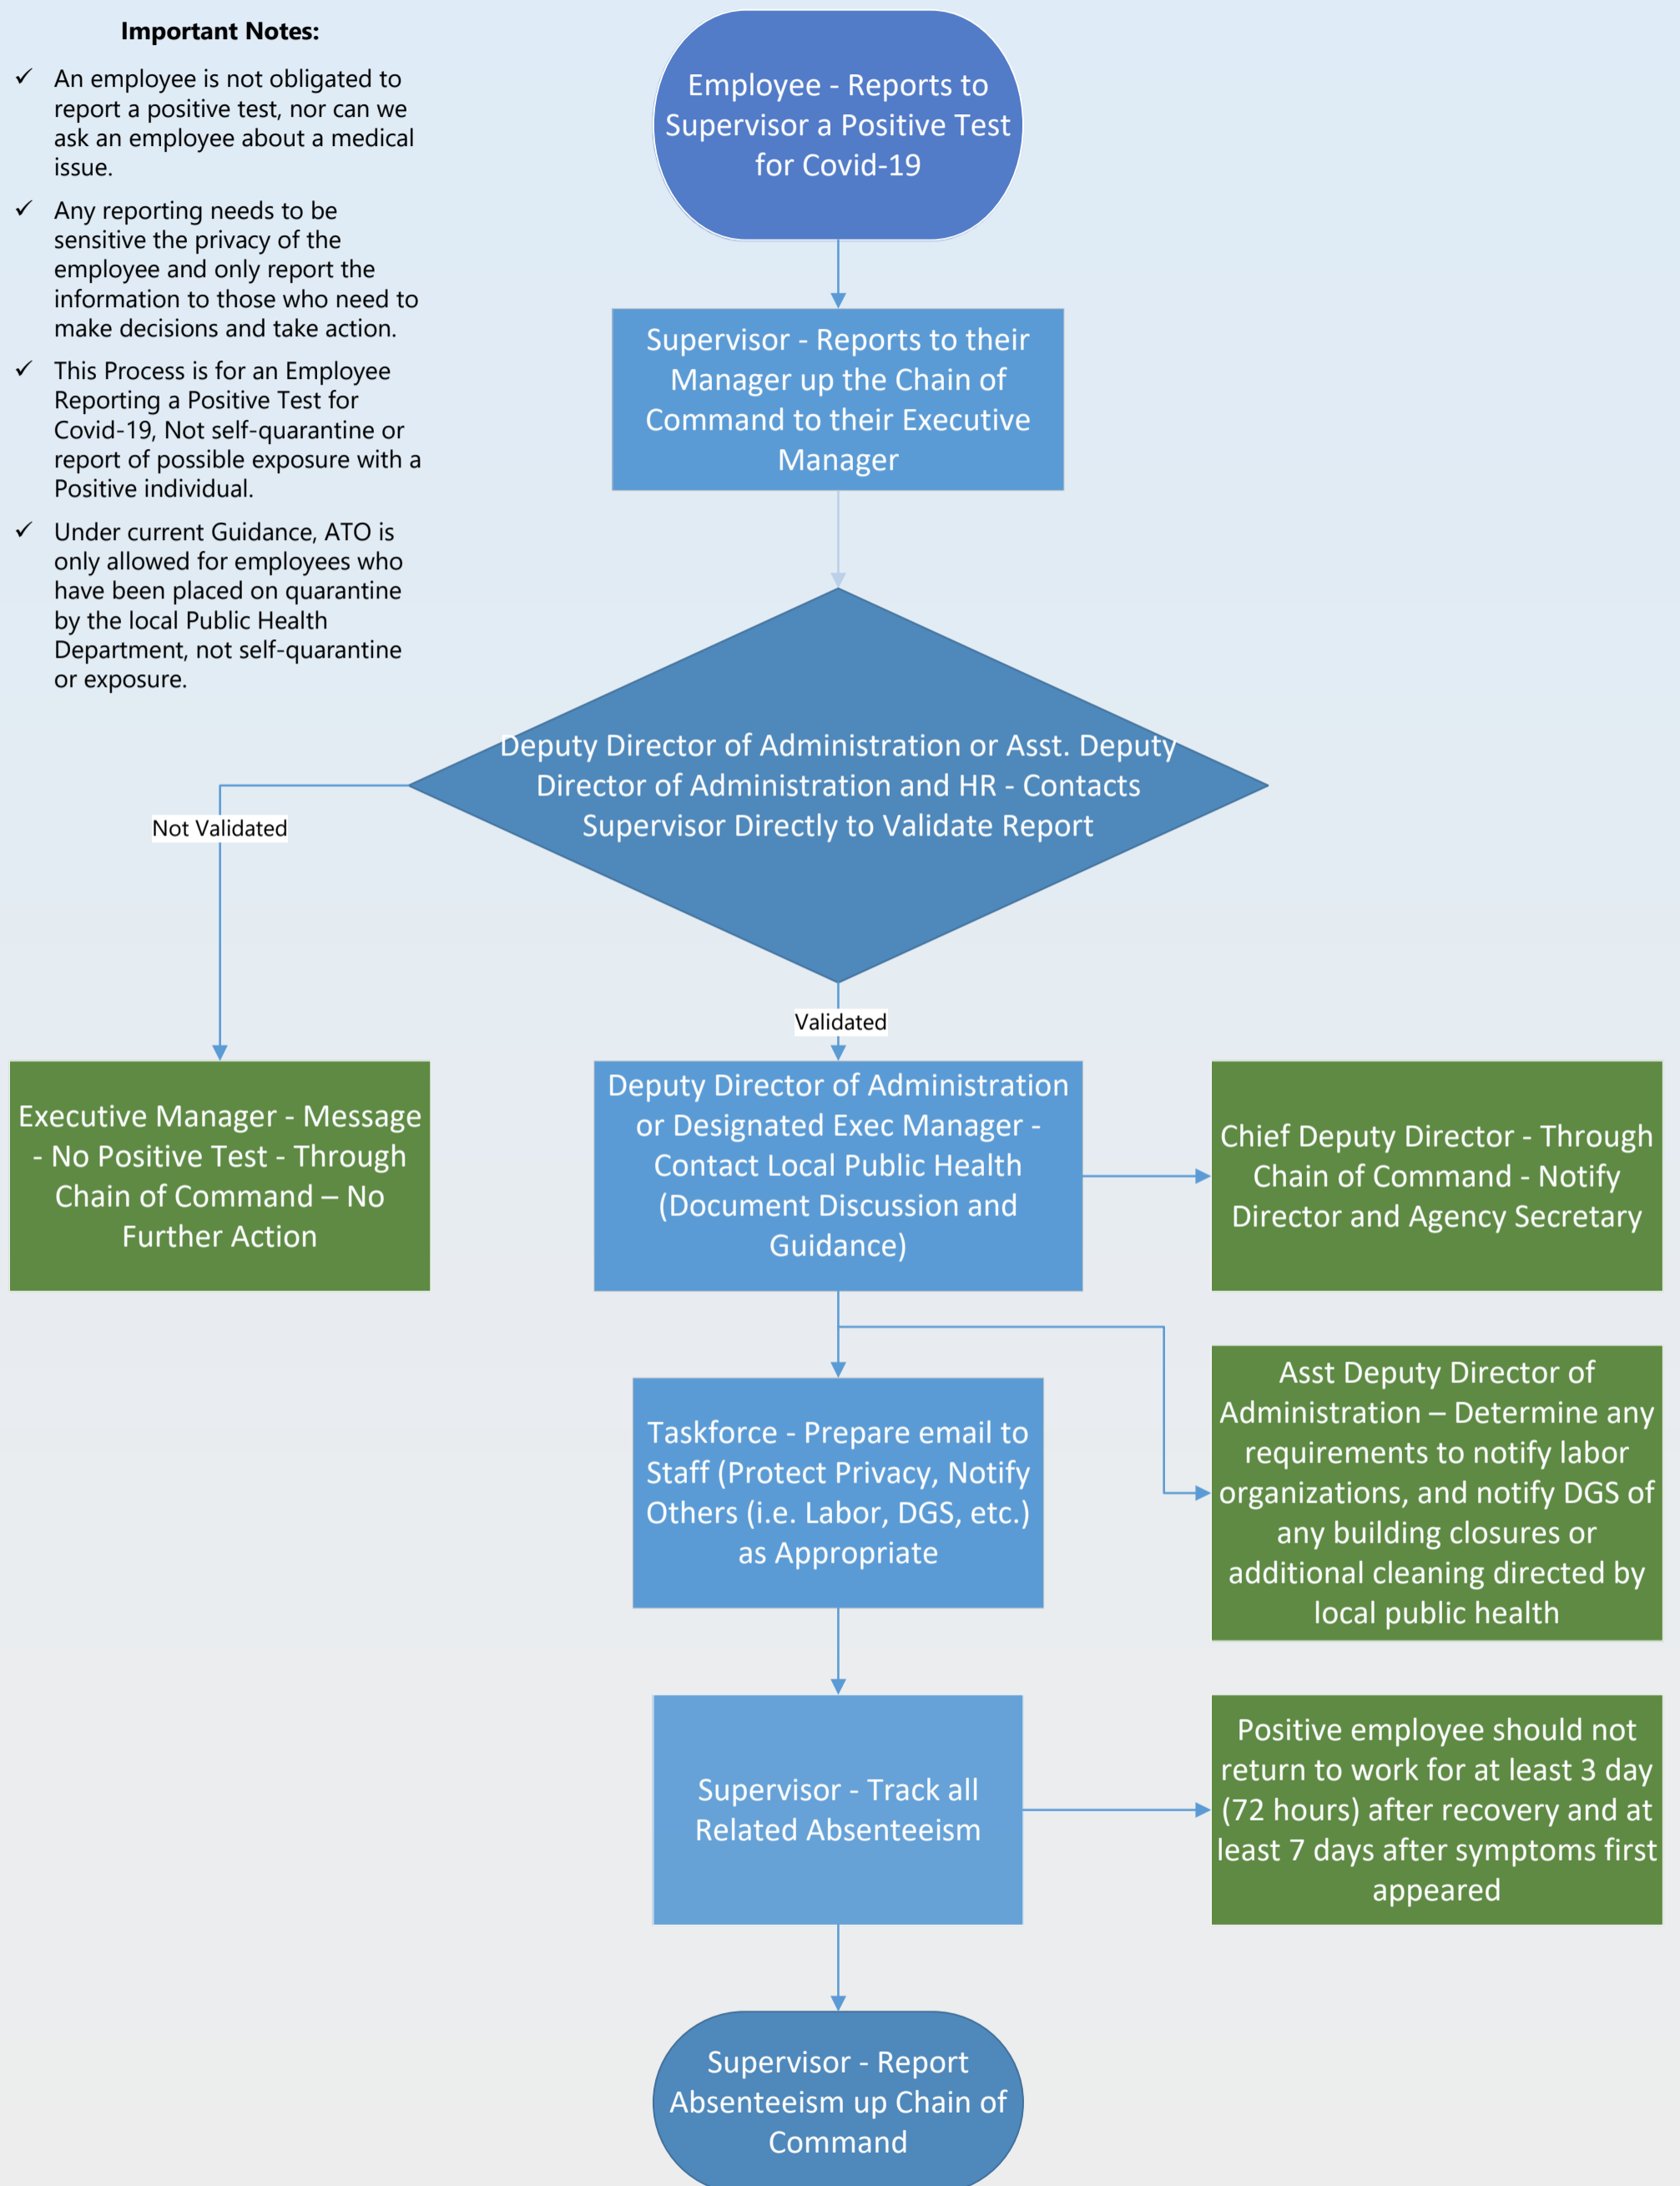 Important Notes:
✓ An employee is not obligated to
report a positive test, nor can we
ask an employee about a medical
issue.
✓ Any reporting needs to be
sensitive the privacy of the
employee and only report the
information to those who need to
make decisions and take action.
✓ This Process is for an Employee
Reporting a Positive Test for
Covid-19, Not self-quarantine or
report of possible exposure with a
Positive individual.
✓ Under current Guidance, ATO is
only allowed for employees who
have been placed on quarantine
by the local Public Health
Department, not self-quarantine
or exposure.
Employee - Reports to
Supervisor a Positive Test
for Covid-19
Supervisor - Reports to their
Manager up the Chain of
Command to their Executive
Manager
Deputy Director of Administration or Asst. Deputy
Director of Administration and HR - Contacts
Supervisor Directly to Validate Report
Not Validated
Validated
Executive Manager - Message
- No Positive Test - Through
Chain of Command – No
Further Action
Deputy Director of Administration
or Designated Exec Manager -
Contact Local Public Health
(Document Discussion and
Guidance)
Chief Deputy Director - Through
Chain of Command - Notify
Director and Agency Secretary
Taskforce - Prepare email to
Staff (Protect Privacy, Notify
Others (i.e. Labor, DGS, etc.)
as Appropriate
Asst Deputy Director of
Administration – Determine any
requirements to notify labor
organizations, and notify DGS of
any building closures or
additional cleaning directed by
local public health
Supervisor - Track all
Related Absenteeism
Positive employee should not
return to work for at least 3 day
(72 hours) after recovery and at
least 7 days after symptoms first
appeared
Supervisor - Report
Absenteeism up Chain of
Command